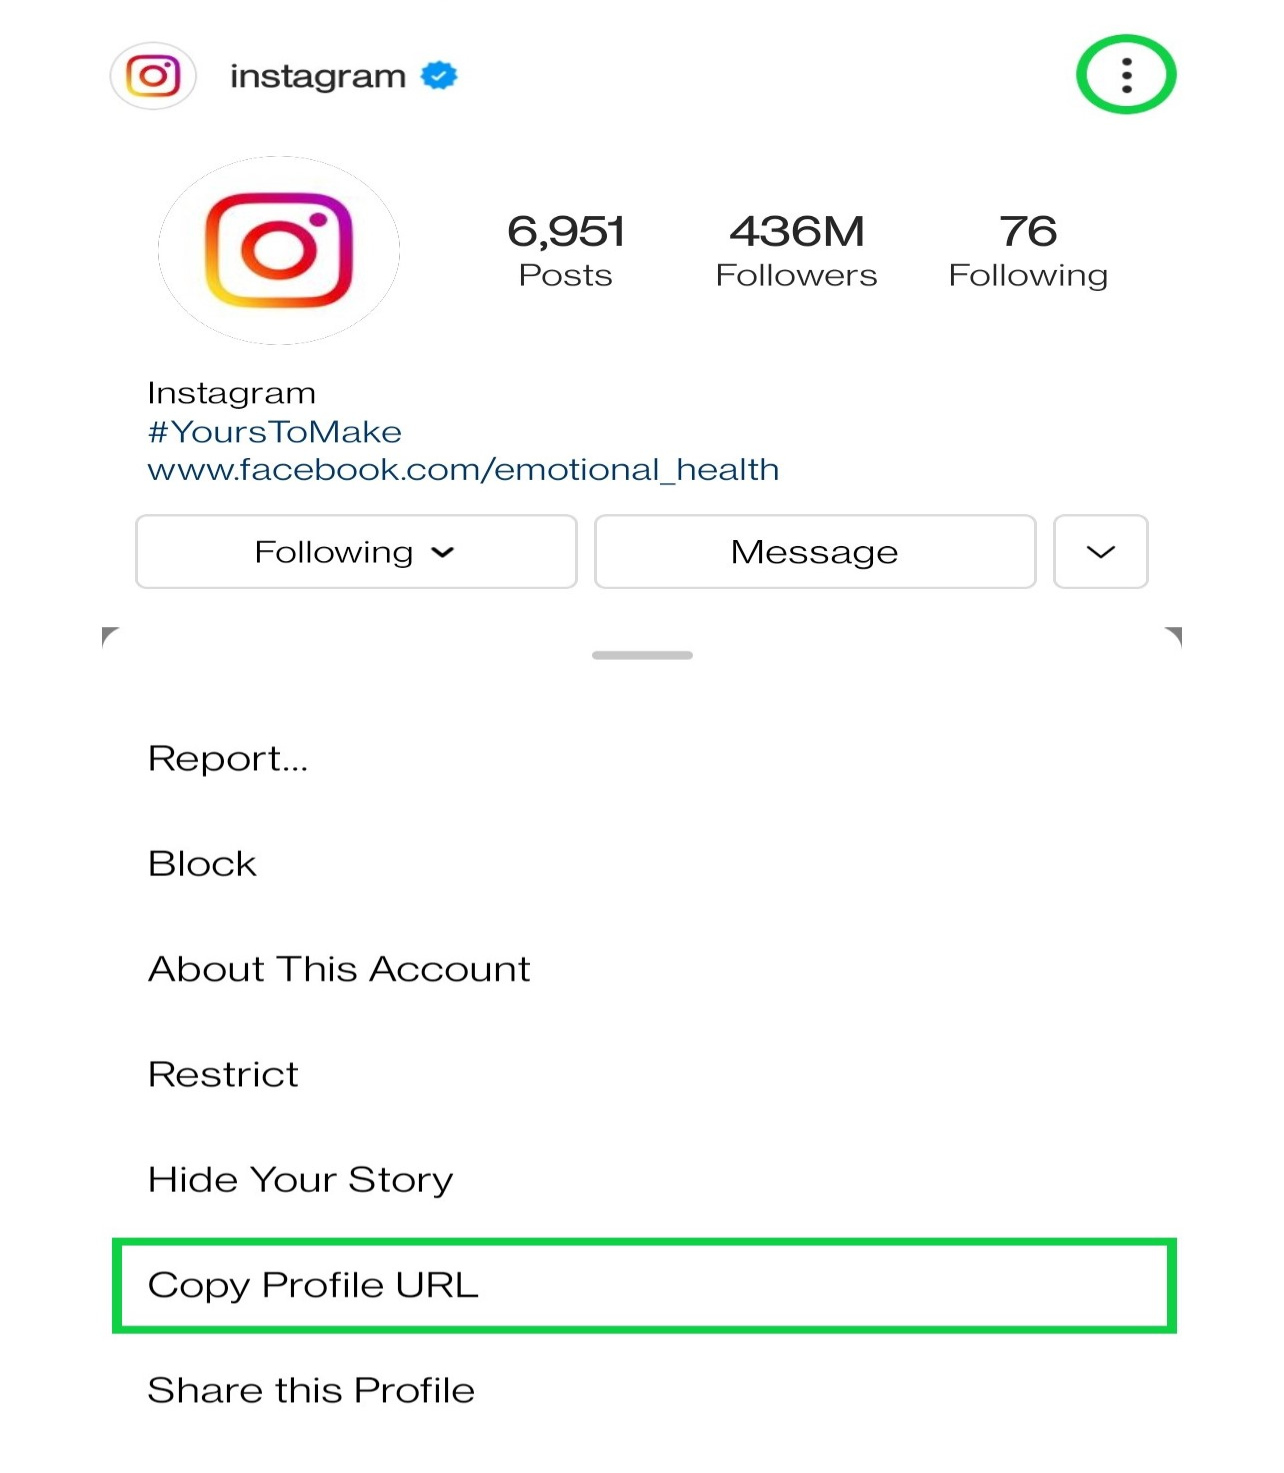 instagram
6,951 436M 76
Posts Followers Following
Instagram
#YoursToMake
www.facebook.com/emotional_health
Following Message
Report...
Block
About This Account
Restrict
Hide Your Story
Copy Profile URL
Share this Profile